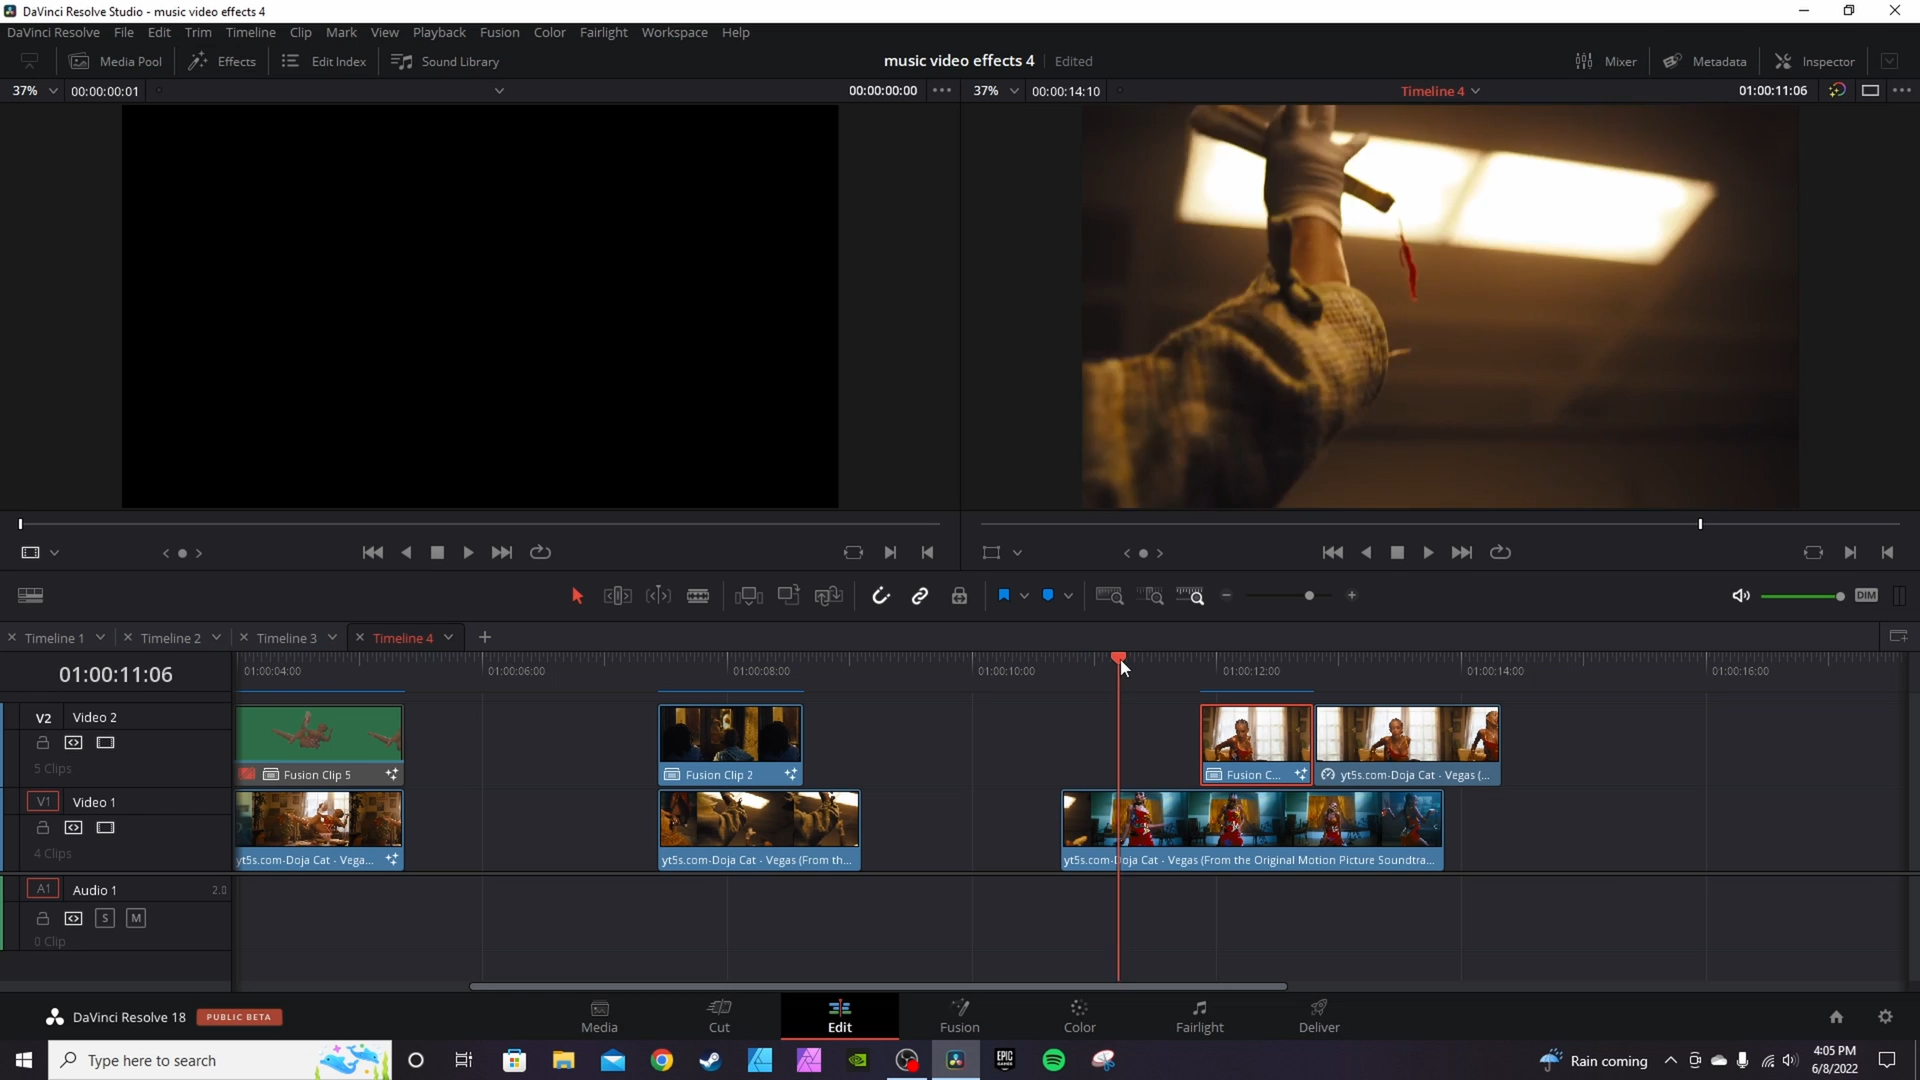 DaVinci Resolve Studio - music video effects 4
DaVinci Resolve File Edit Trim Timeline Clip Mark View Playback Fusion Color Fairlight Workspace Help
Media Pool Effects Edit Index Sound Library music video effects 4 Edited Mixer Metadata Inspector
37% 00:00:00:01 00:00:00:00 37% 00:00:14:10 Timeline 4 01:00:11:06
DIM
Timeline 1 Timeline 2 Timeline 3 Timeline 4
01:00:11:06 01:00:04:00 01:00:06:00 01:00:08:00 01:00:10:00 01:00:12:00 01:00:14:00 01:00:16:00
V2 Video 2
5 Clips Fusion Clip 5 Fusion Clip 2 Fusion C... yt5s.com-Doja Cat - Vegas (...
V1 Video 1
4 Clips yt5s.com-Doja Cat - Vega... yt5s.com-Doja Cat - Vegas (From th... yt5s.com-Doja Cat - Vegas (From the Original Motion Picture Soundtra...
A1 Audio 1 2.0
S M
0 Clip
DaVinci Resolve 18 PUBLIC BETA Media Cut Edit Fusion Color Fairlight Deliver
Type here to search EPIC GAMES Rain coming 4:05 PM
6/8/2022